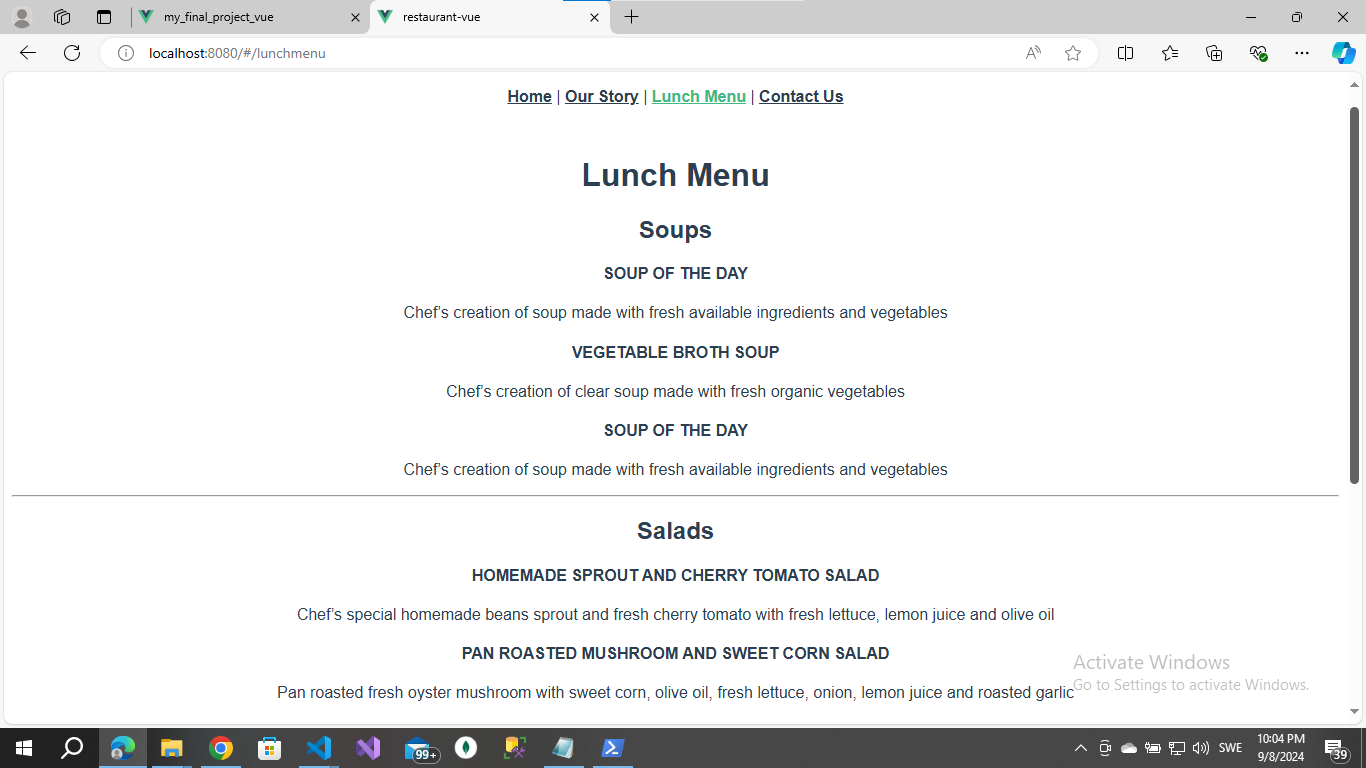 my_final_project_vue
restaurant-vue
localhost:8080/#/lunchmenu
Home | Our Story | Lunch Menu | Contact Us
Lunch Menu
Soups
SOUP OF THE DAY
Chef's creation of soup made with fresh available ingredients and vegetables
VEGETABLE BROTH SOUP
Chef's creation of clear soup made with fresh organic vegetables
SOUP OF THE DAY
Chef's creation of soup made with fresh available ingredients and vegetables
Salads
HOMEMADE SPROUT AND CHERRY TOMATO SALAD
Chef's special homemade beans sprout and fresh cherry tomato with fresh lettuce, lemon juice and olive oil
PAN ROASTED MUSHROOM AND SWEET CORN SALAD
Pan roasted fresh oyster mushroom with sweet corn, olive oil, fresh lettuce, onion, lemon juice and roasted garlic
Activate Windows
Go to Settings to activate Windows.
99+
SWE
10:04 PM
9/8/2024
39